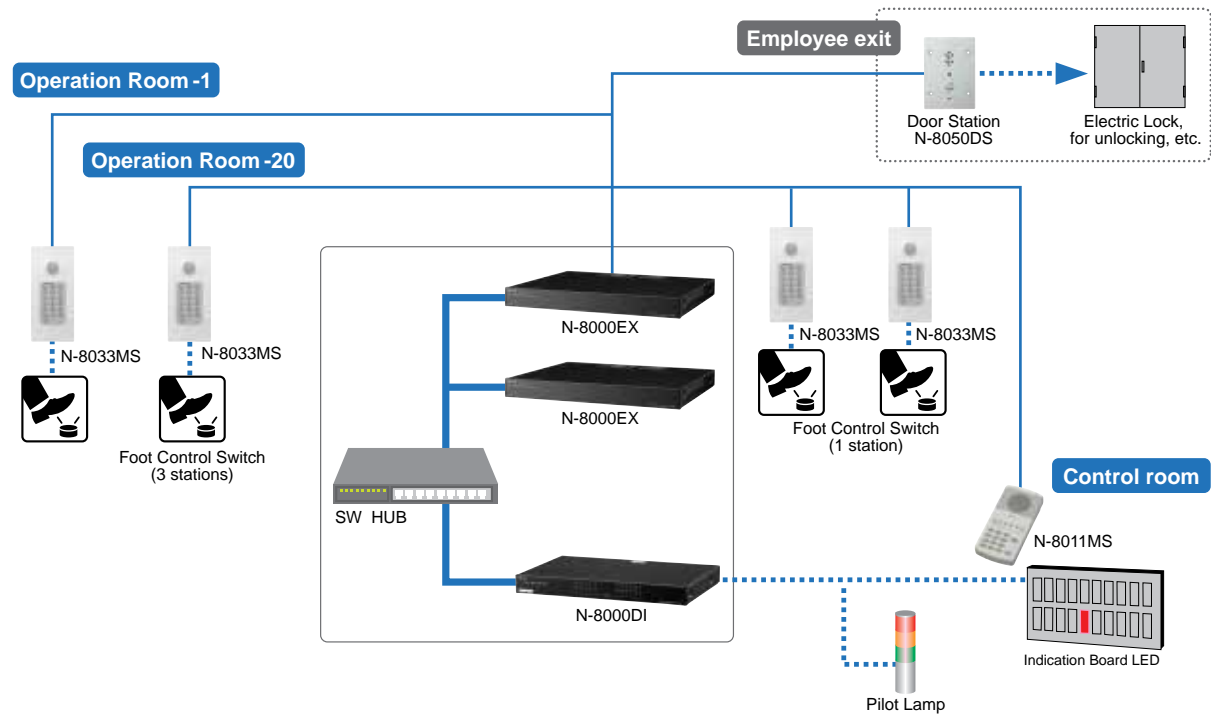 Employee exit
Operation Room -1
Door Station
N-8050DS
Electric Lock,
for unlocking, etc.
Operation Room -20
N-8000EX
N-8033MS
N-8033MS
N-8033MS
N-8033MS
N-8000EX
Foot Control Switch
(3 stations)
Foot Control Switch
(1 station)
Control room
SW HUB
N-8011MS
N-8000DI
Indication Board LED
Pilot Lamp